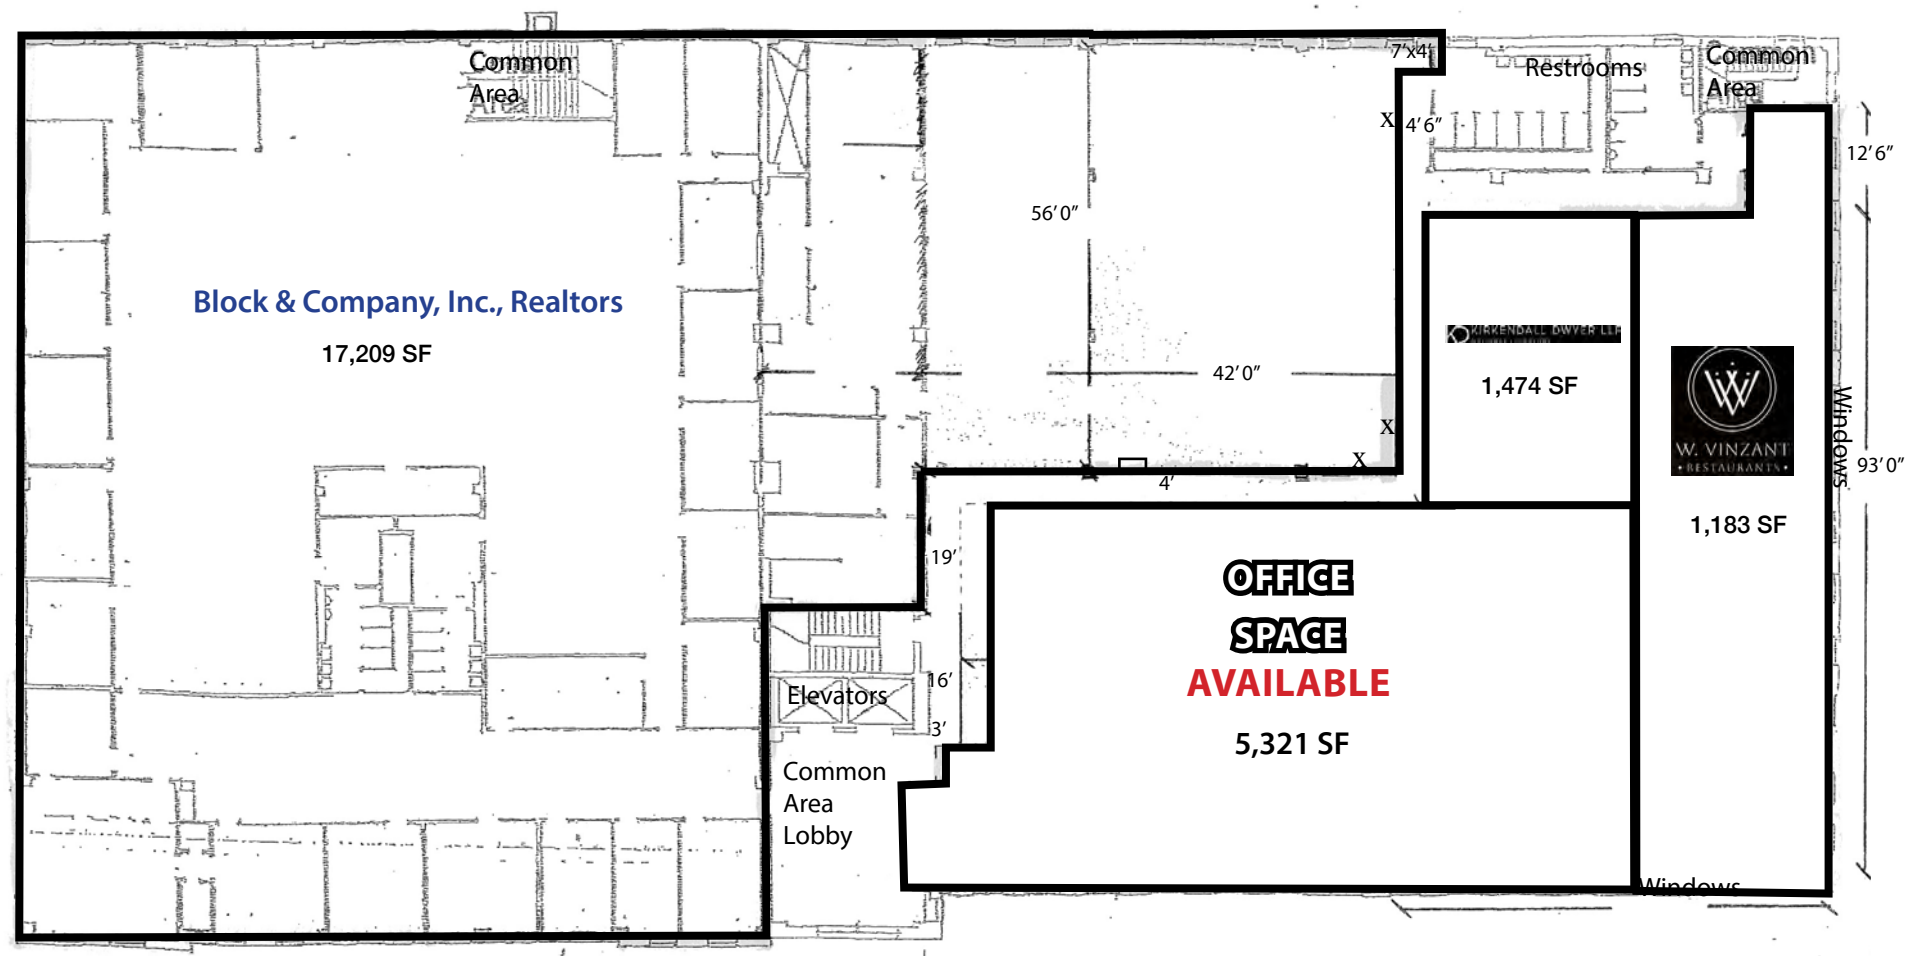 Common
Area
7'x4'
Restrooms
Common
Area
X
4'6"
12'6"
56'0"
Block & Company, Inc., Realtors
17,209 SF
KIRKENDALL DWYER LLP
42'0"
1,474 SF
W. VINZANT
• RESTAURANTS •
Windows
93'0"
X
X
4'
1,183 SF
19'
OFFICE
SPACE
AVAILABLE
5,321 SF
16'
Elevators
3'
Common
Area
Lobby
Windows